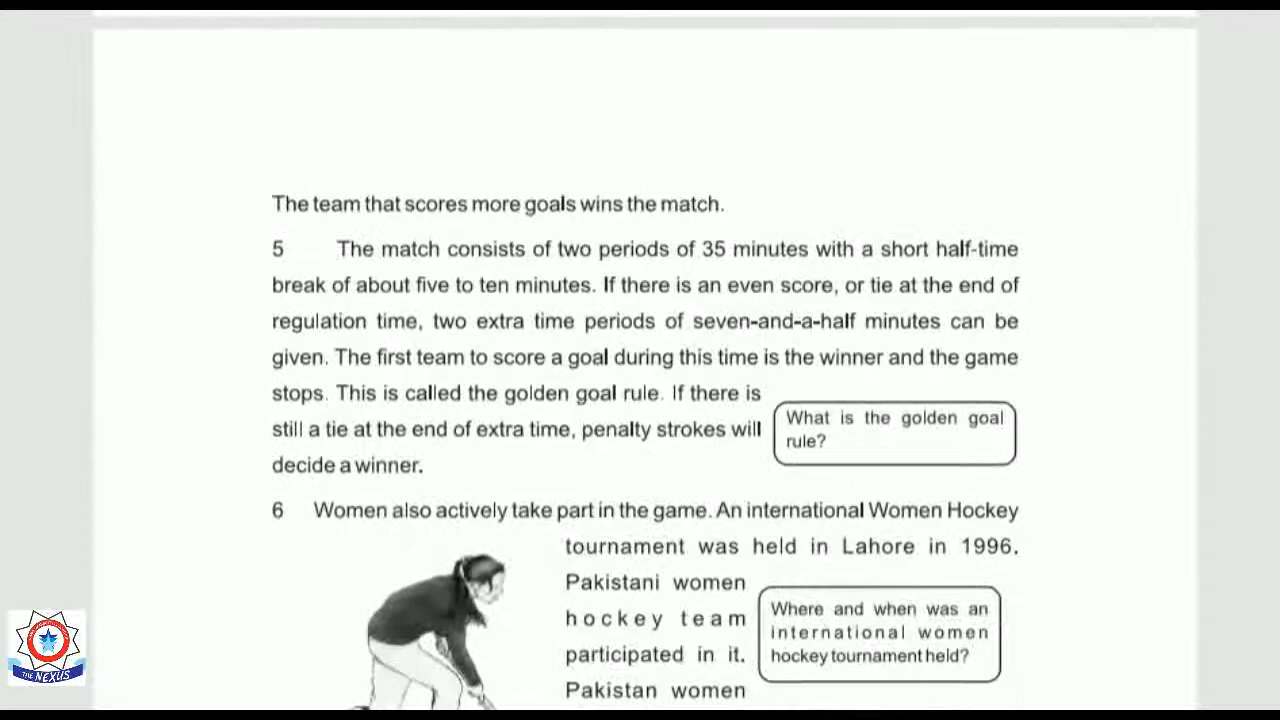 The team that scores more goals wins the match.
5 The match consists of two periods of 35 minutes with a short half-time
break of about five to ten minutes. If there is an even score, or tie at the end of
regulation time, two extra time periods of seven-and-a-half minutes can be
given. The first team to score a goal during this time is the winner and the game
stops. This is called the golden goal rule. If there is
still a tie at the end of extra time, penalty strokes will
decide a winner.
What is the golden goal
rule?
6 Women also actively take part in the game. An international Women Hockey
tournament was held in Lahore in 1996.
Pakistani women
hockey team
participated in it.
Pakistan women
Where and when was an
international women
hockey tournament held?
THE NEXUS